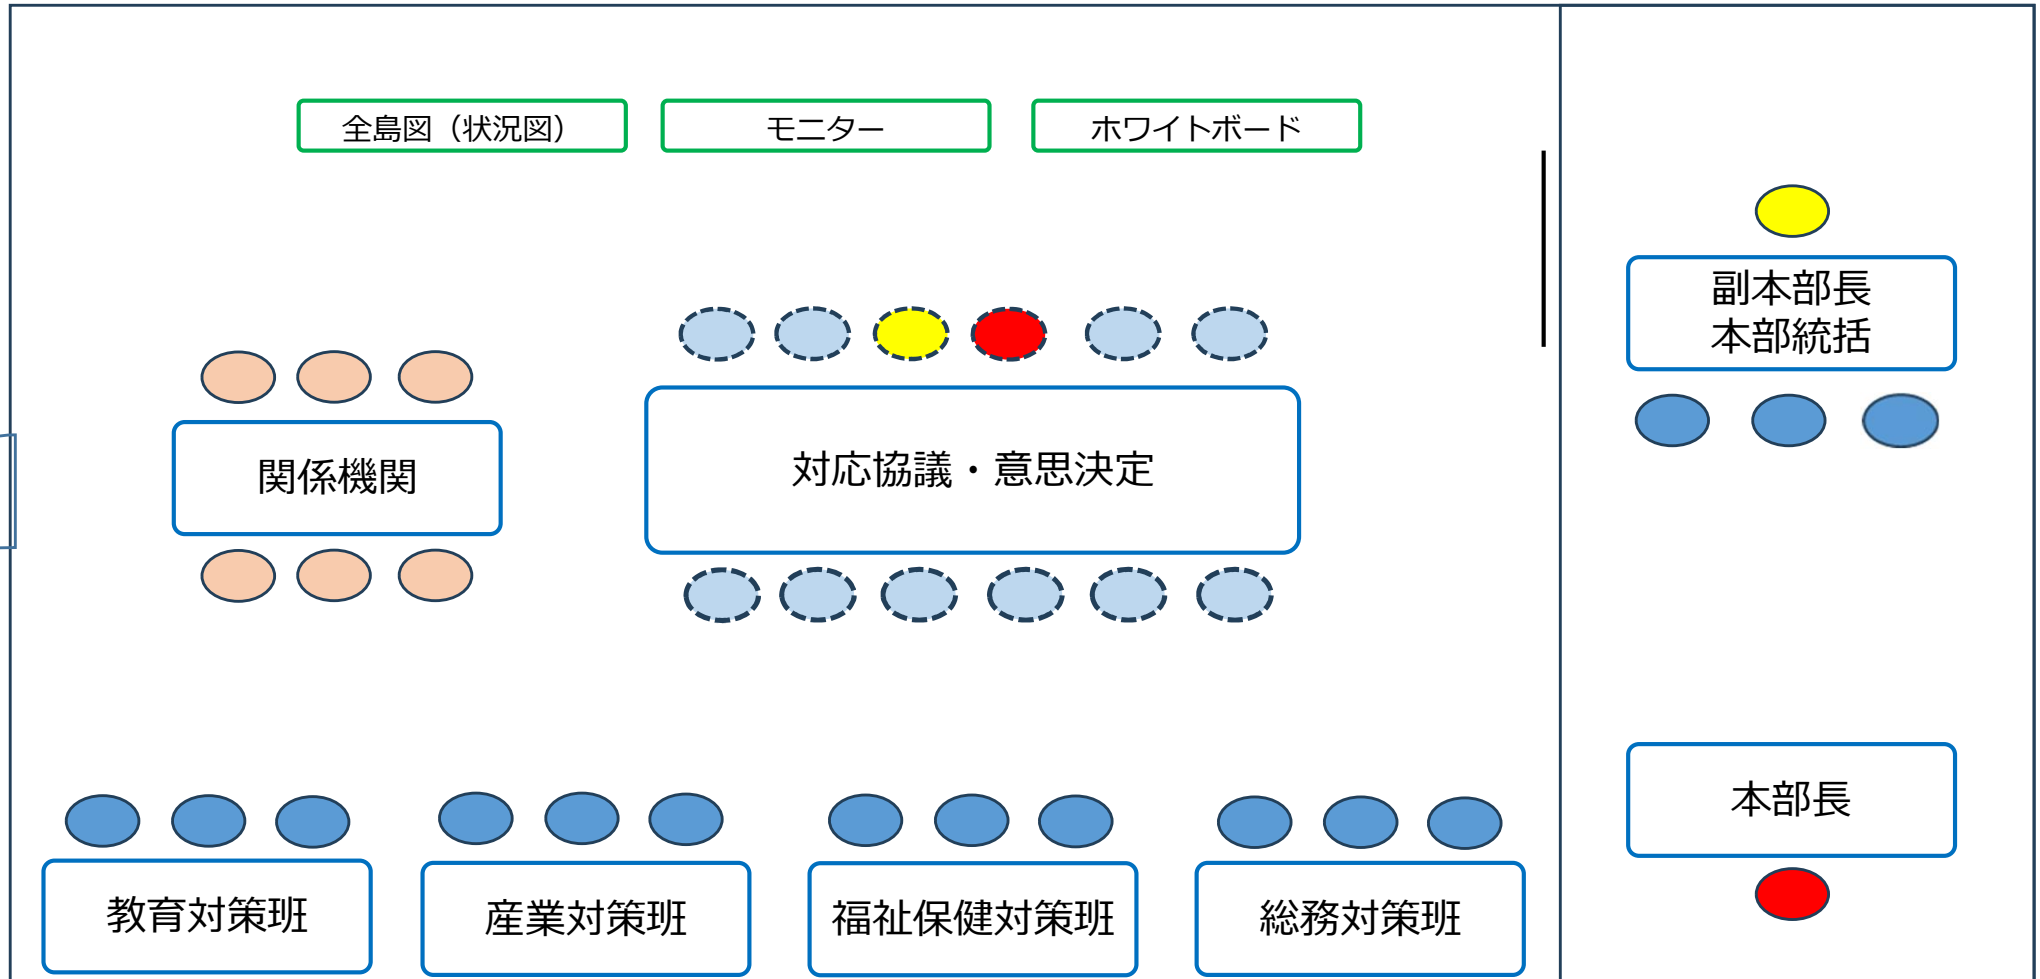 全島図（状況図）
モニター
ホワイトボード
副本部長
本部統括
関係機関
対応協議・意思決定
本部長
教育対策班
産業対策班
福祉保健対策班
総務対策班